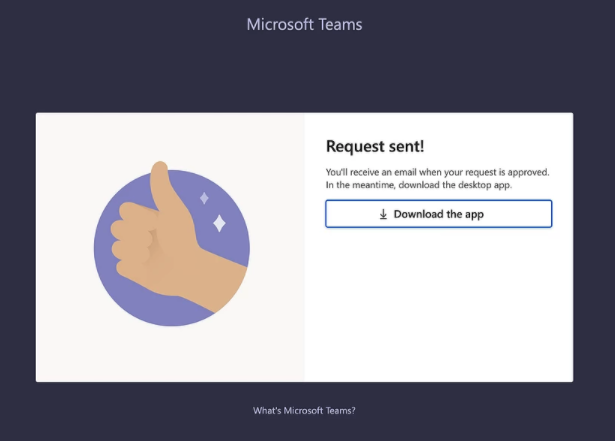 Microsoft Teams
Request sent!
You'll receive an email when your request is approved.
In the meantime, download the desktop app.
Download the app
What's Microsoft Teams?